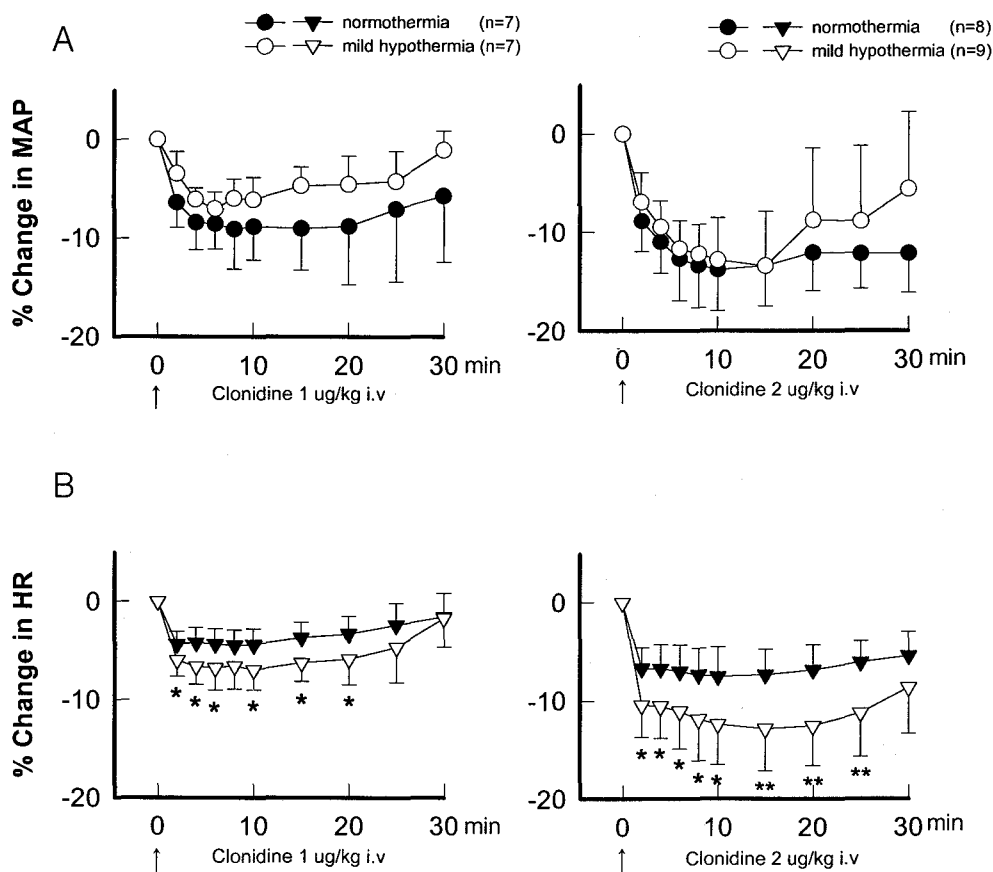 A
normothermia (n=7)
mild hypothermia (n=7)
normothermia (n=8)
mild hypothermia (n=9)
% Change in MAP
0
-10
-20
0 10 20 30 min
↑ Clonidine 1 ug/kg i.v
0
-10
-20
0 10 20 30 min
↑ Clonidine 2 ug/kg i.v
B
% Change in HR
0
-10
-20
* * * * * *
0 10 20 30 min
↑ Clonidine 1 ug/kg i.v
0
-10
-20
* * * * * ** ** **
0 10 20 30 min
↑ Clonidine 2 ug/kg i.v